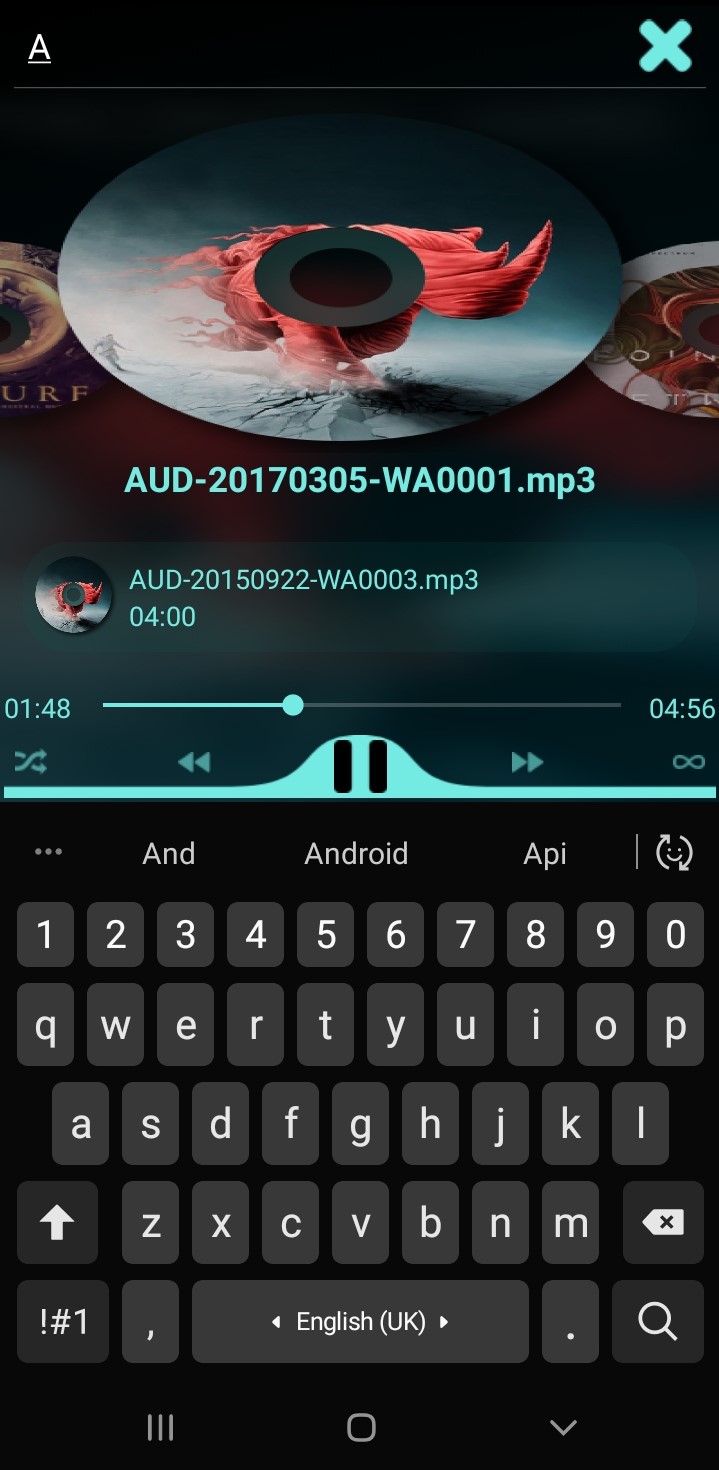 A
URF
OIN
AUD-20170305-WA0001.mp3
AUD-20150922-WA0003.mp3
04:00
01:48 04:56
And Android Api
1 2 3 4 5 6 7 8 9 0
q w e r t y u i o p
a s d f g h j k l
z x c v b n m
!#1 , English (UK) .